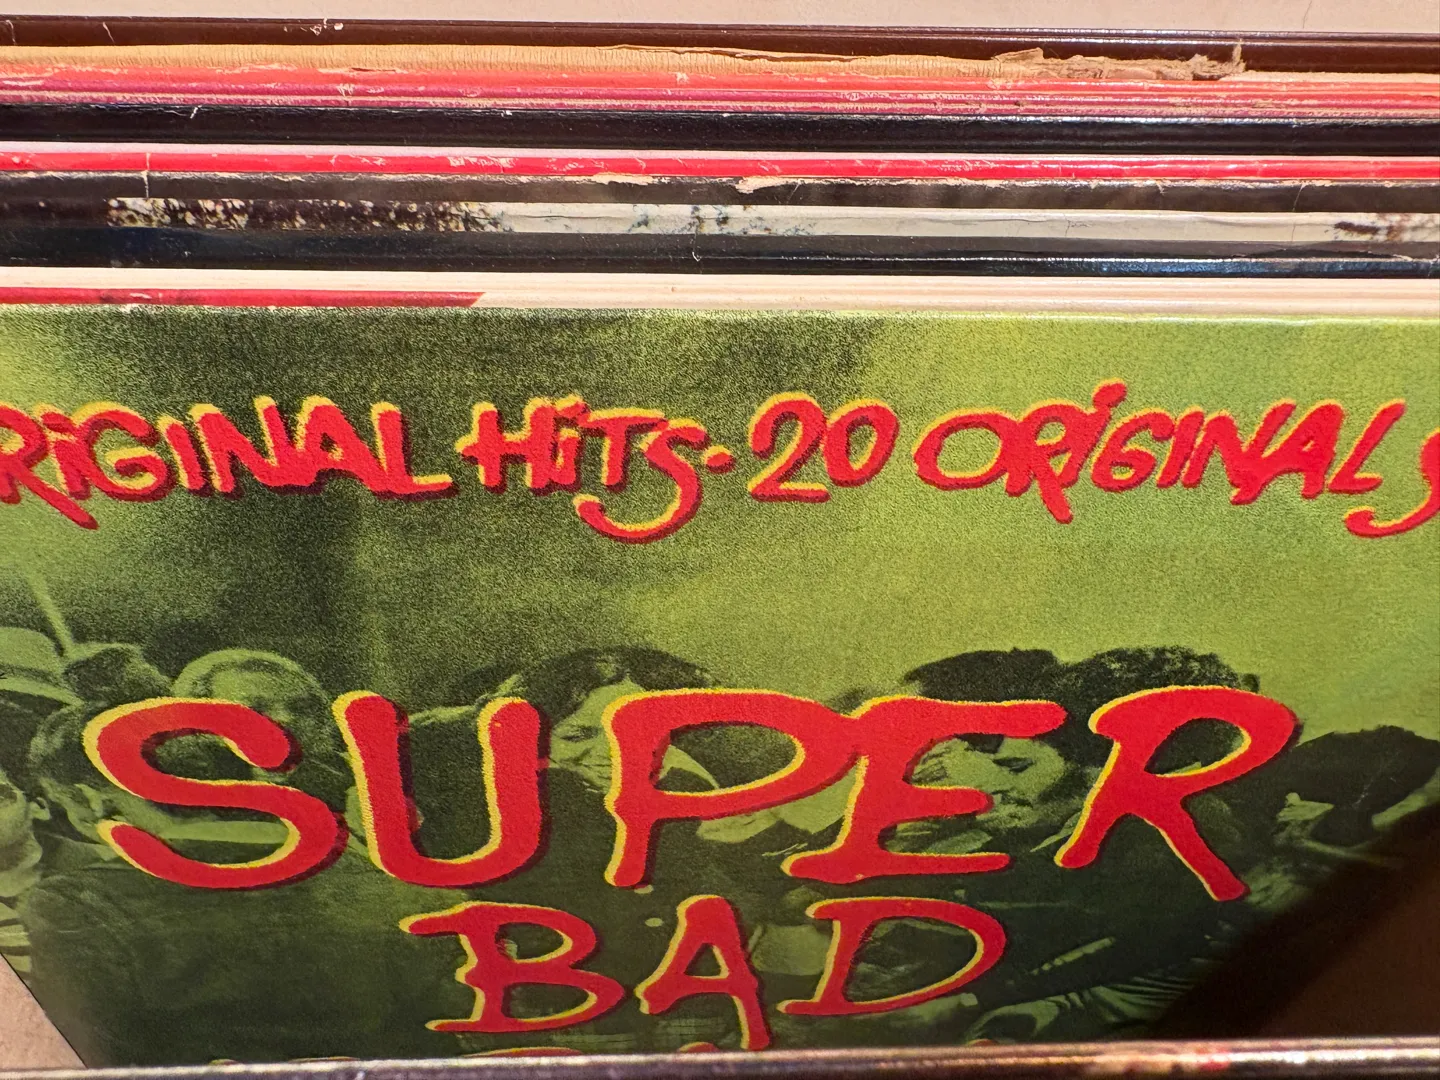 RiGiNAL HiTS · 20 ORiGiNAL
SUPER
BAD